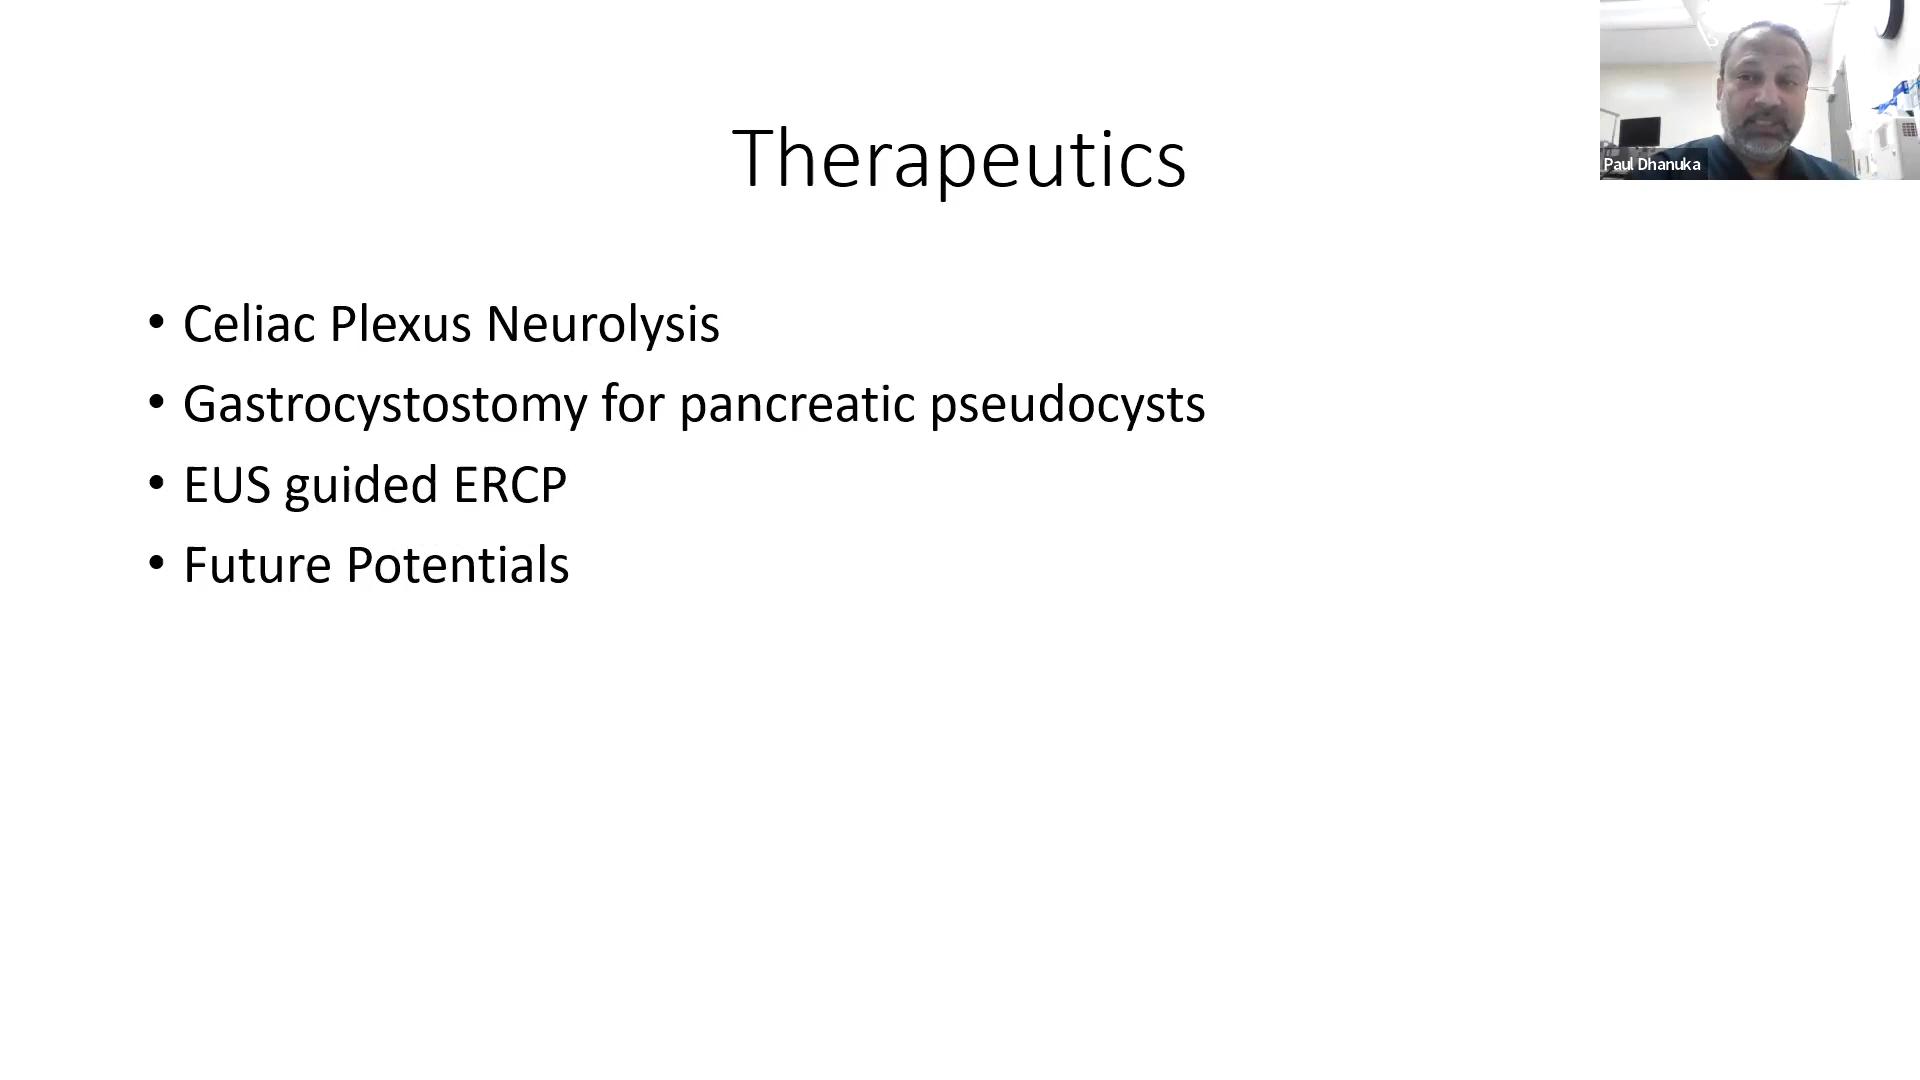 Therapeutics
Paul Dhanuka
• Celiac Plexus Neurolysis
• Gastrocystostomy for pancreatic pseudocysts
• EUS guided ERCP
• Future Potentials